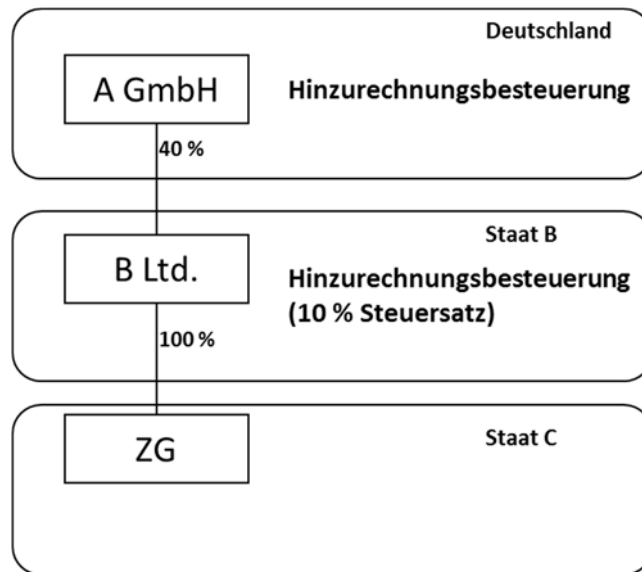 Deutschland
A GmbH
Hinzurechnungsbesteuerung
40 %
Staat B
B Ltd.
Hinzurechnungsbesteuerung
(10 % Steuersatz)
100 %
Staat C
ZG